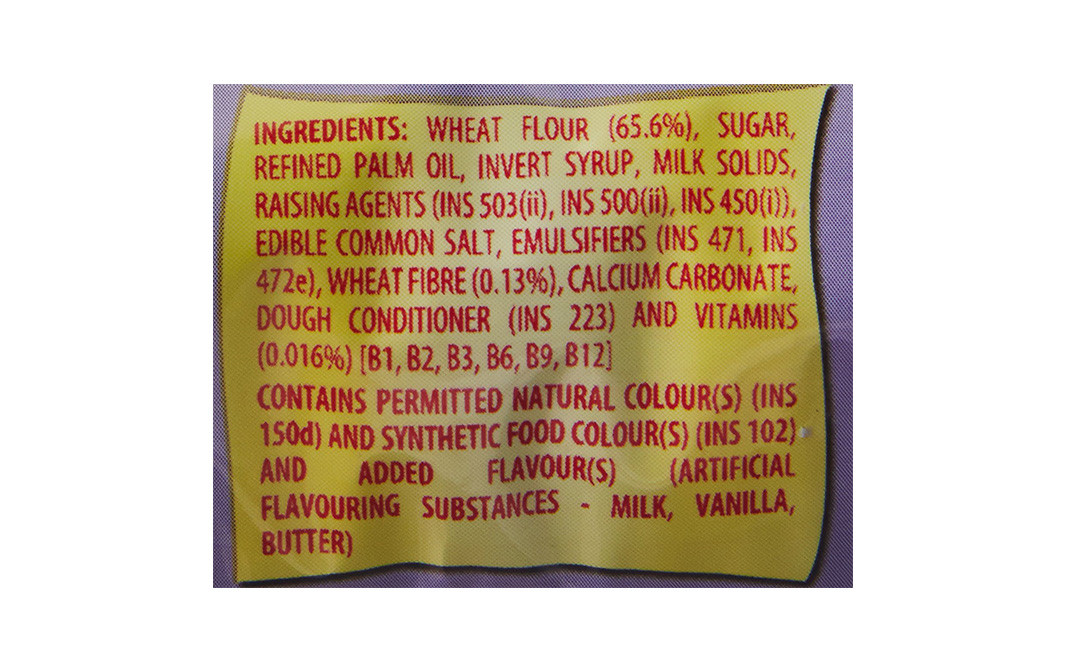 INGREDIENTS: WHEAT FLOUR (65.6%), SUGAR,
REFINED PALM OIL, INVERT SYRUP, MILK SOLIDS,
RAISING AGENTS (INS 503(ii), INS 500(ii), INS 450(i)),
EDIBLE COMMON SALT, EMULSIFIERS (INS 471, INS
472e), WHEAT FIBRE (0.13%), CALCIUM CARBONATE,
DOUGH CONDITIONER (INS 223) AND VITAMINS
(0.016%) [B1, B2, B3, B6, B9, B12]
CONTAINS PERMITTED NATURAL COLOUR(S) (INS
150d) AND SYNTHETIC FOOD COLOUR(S) (INS 102)
AND ADDED FLAVOUR(S) (ARTIFICIAL
FLAVOURING SUBSTANCES - MILK, VANILLA,
BUTTER)